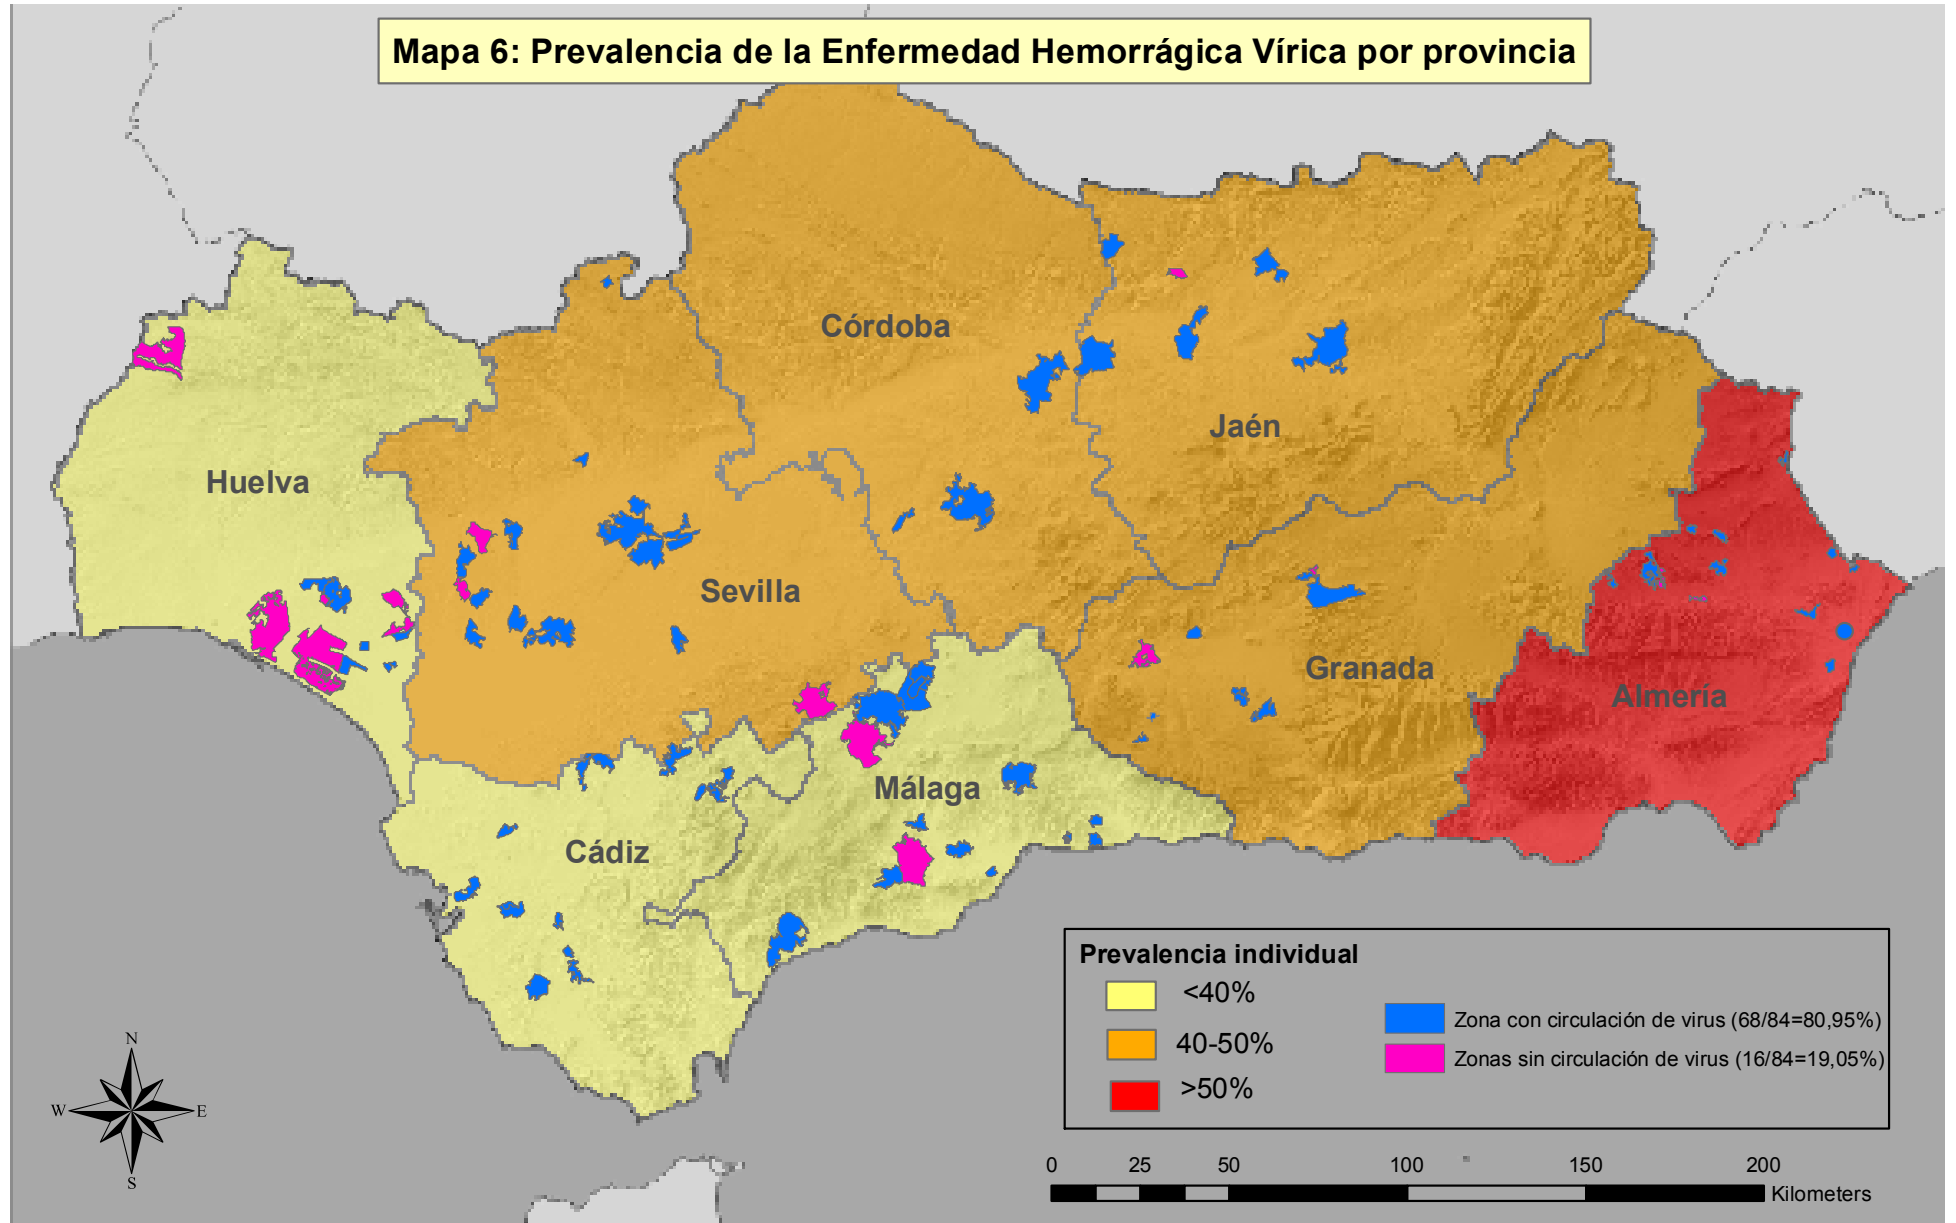 Mapa 6: Prevalencia de la Enfermedad Hemorrágica Vírica por provincia
Córdoba
Jaén
Huelva
Sevilla
Granada
Almería
Málaga
Cádiz
Prevalencia individual
<40%
40-50%
>50%
Zona con circulación de virus (68/84=80,95%)
Zonas sin circulación de virus (16/84=19,05%)
N
W
E
S
0 25 50 100 150 200
Kilometers